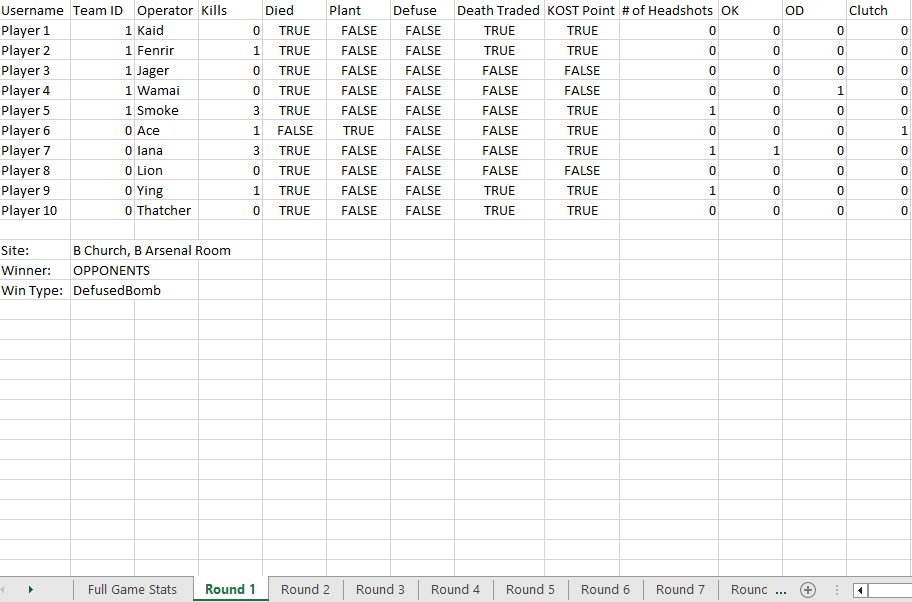 Username Team ID Operator Kills Died Plant Defuse Death Traded KOST Point # of Headshots OK OD Clutch
Player 1 1 Kaid 0 TRUE FALSE FALSE TRUE TRUE 0 0 0 0
Player 2 1 Fenrir 1 TRUE FALSE FALSE TRUE TRUE 0 0 0 0
Player 3 1 Jager 0 TRUE FALSE FALSE FALSE FALSE 0 0 0 0
Player 4 1 Wamai 0 TRUE FALSE FALSE FALSE FALSE 0 0 1 0
Player 5 1 Smoke 3 TRUE FALSE FALSE FALSE TRUE 1 0 0 0
Player 6 0 Ace 1 FALSE TRUE FALSE FALSE TRUE 0 0 0 1
Player 7 0 Iana 3 TRUE FALSE FALSE FALSE TRUE 1 1 0 0
Player 8 0 Lion 0 TRUE FALSE FALSE FALSE FALSE 0 0 0 0
Player 9 0 Ying 1 TRUE FALSE FALSE TRUE TRUE 1 0 0 0
Player 10 0 Thatcher 0 TRUE FALSE FALSE TRUE TRUE 0 0 0 0
Site: B Church, B Arsenal Room
Winner: OPPONENTS
Win Type: DefusedBomb
Full Game Stats Round 1 Round 2 Round 3 Round 4 Round 5 Round 6 Round 7 Round ...